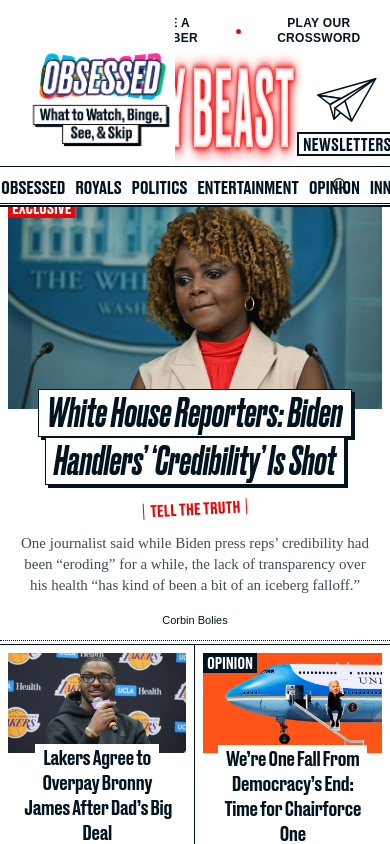 E A
BER
PLAY OUR
CROSSWORD
OBSESSED
What to Watch, Binge,
See, & Skip
Y BEAST
NEWSLETTERS
OBSESSED ROYALS POLITICS ENTERTAINMENT OPINION INN
EXCLUSIVE
THE WHITE
WASH
White House Reporters: Biden
Handlers’ ‘Credibility’ Is Shot
TELL THE TRUTH
One journalist said while Biden press reps’ credibility had
been “eroding” for a while, the lack of transparency over
his health “has kind of been a bit of an iceberg falloff.”
Corbin Bolies
LAKERS
UCLA Health
Lakers Agree to
Overpay Bronny
James After Dad’s Big
Deal
OPINION
UNI
We’re One Fall From
Democracy’s End:
Time for Chairforce
One